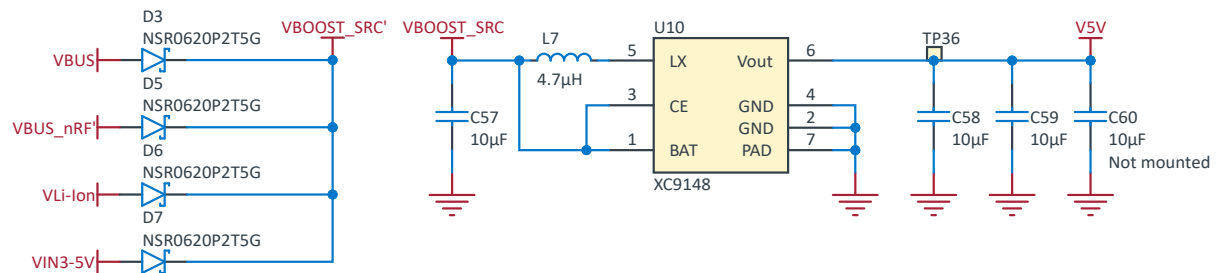 D3
NSR0620P2T5G
VBUS
VBOOST_SRC'
D5
NSR0620P2T5G
VBUS_nRF'
D6
NSR0620P2T5G
VLi-Ion
D7
NSR0620P2T5G
VIN3-5V
VBOOST_SRC
L7
4.7µH
C57
10µF
U10
5
LX
Vout
6
3
CE
GND
4
GND
2
1
BAT
PAD
7
XC9148
TP36
V5V
C58
10µF
C59
10µF
C60
10µF
Not mounted